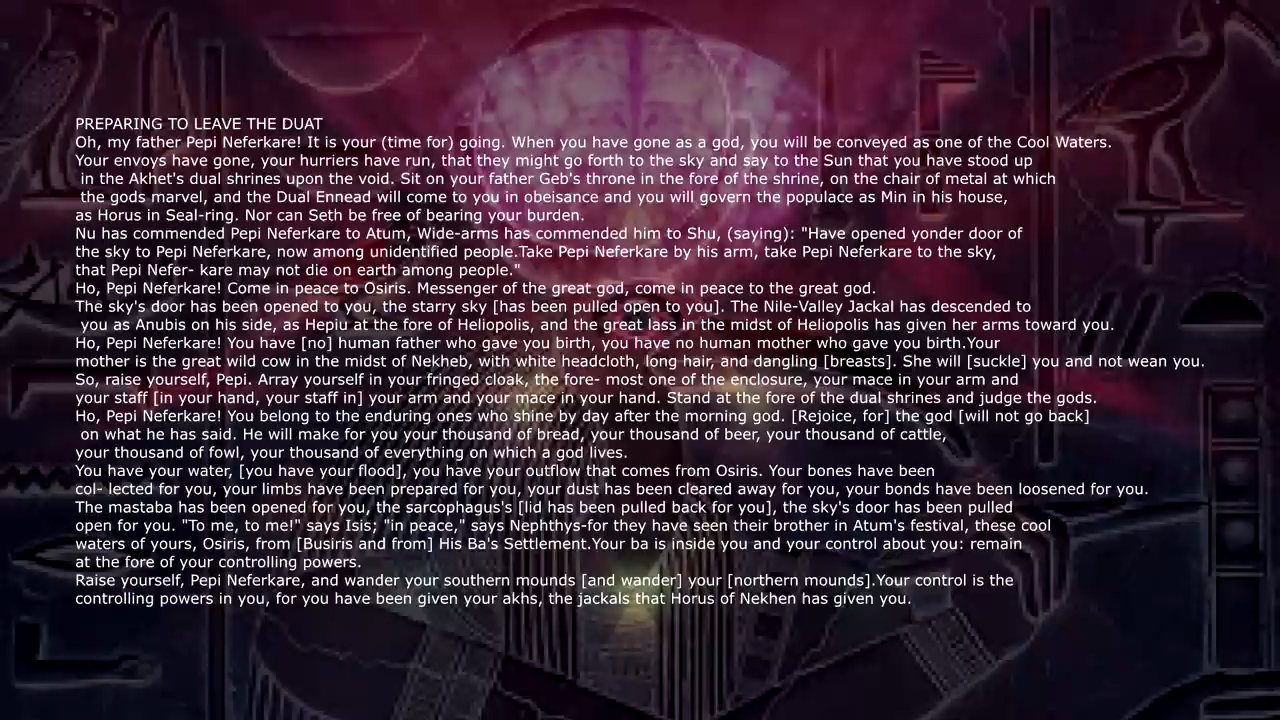 PREPARING TO LEAVE THE DUAT
Oh, my father Pepi Neferkare! It is your (time for) going. When you have gone as a god, you will be conveyed as one of the Cool Waters.
Your envoys have gone, your hurriers have run, that they might go forth to the sky and say to the Sun that you have stood up
in the Akhet's dual shrines upon the void. Sit on your father Geb's throne in the fore of the shrine, on the chair of metal at which
the gods marvel, and the Dual Ennead will come to you in obeisance and you will govern the populace as Min in his house,
as Horus in Seal-ring. Nor can Seth be free of bearing your burden.
Nu has commended Pepi Neferkare to Atum, Wide-arms has commended him to Shu, (saying): "Have opened yonder door of
the sky to Pepi Neferkare, now among unidentified people.Take Pepi Neferkare by his arm, take Pepi Neferkare to the sky,
that Pepi Nefer- kare may not die on earth among people."
Ho, Pepi Neferkare! Come in peace to Osiris. Messenger of the great god, come in peace to the great god.
The sky's door has been opened to you, the starry sky [has been pulled open to you]. The Nile-Valley Jackal has descended to
you as Anubis on his side, as Hepiu at the fore of Heliopolis, and the great lass in the midst of Heliopolis has given her arms toward you.
Ho, Pepi Neferkare! You have [no] human father who gave you birth, you have no human mother who gave you birth.Your
mother is the great wild cow in the midst of Nekheb, with white headcloth, long hair, and dangling [breasts]. She will [suckle] you and not wean you.
So, raise yourself, Pepi. Array yourself in your fringed cloak, the fore- most one of the enclosure, your mace in your arm and
your staff [in your hand, your staff in] your arm and your mace in your hand. Stand at the fore of the dual shrines and judge the gods.
Ho, Pepi Neferkare! You belong to the enduring ones who shine by day after the morning god. [Rejoice, for] the god [will not go back]
on what he has said. He will make for you your thousand of bread, your thousand of beer, your thousand of cattle,
your thousand of fowl, your thousand of everything on which a god lives.
You have your water, [you have your flood], you have your outflow that comes from Osiris. Your bones have been
col- lected for you, your limbs have been prepared for you, your dust has been cleared away for you, your bonds have been loosened for you.
The mastaba has been opened for you, the sarcophagus's [lid has been pulled back for you], the sky's door has been pulled
open for you. "To me, to me!" says Isis; "in peace," says Nephthys-for they have seen their brother in Atum's festival, these cool
waters of yours, Osiris, from [Busiris and from] His Ba's Settlement.Your ba is inside you and your control about you: remain
at the fore of your controlling powers.
Raise yourself, Pepi Neferkare, and wander your southern mounds [and wander] your [northern mounds].Your control is the
controlling powers in you, for you have been given your akhs, the jackals that Horus of Nekhen has given you.